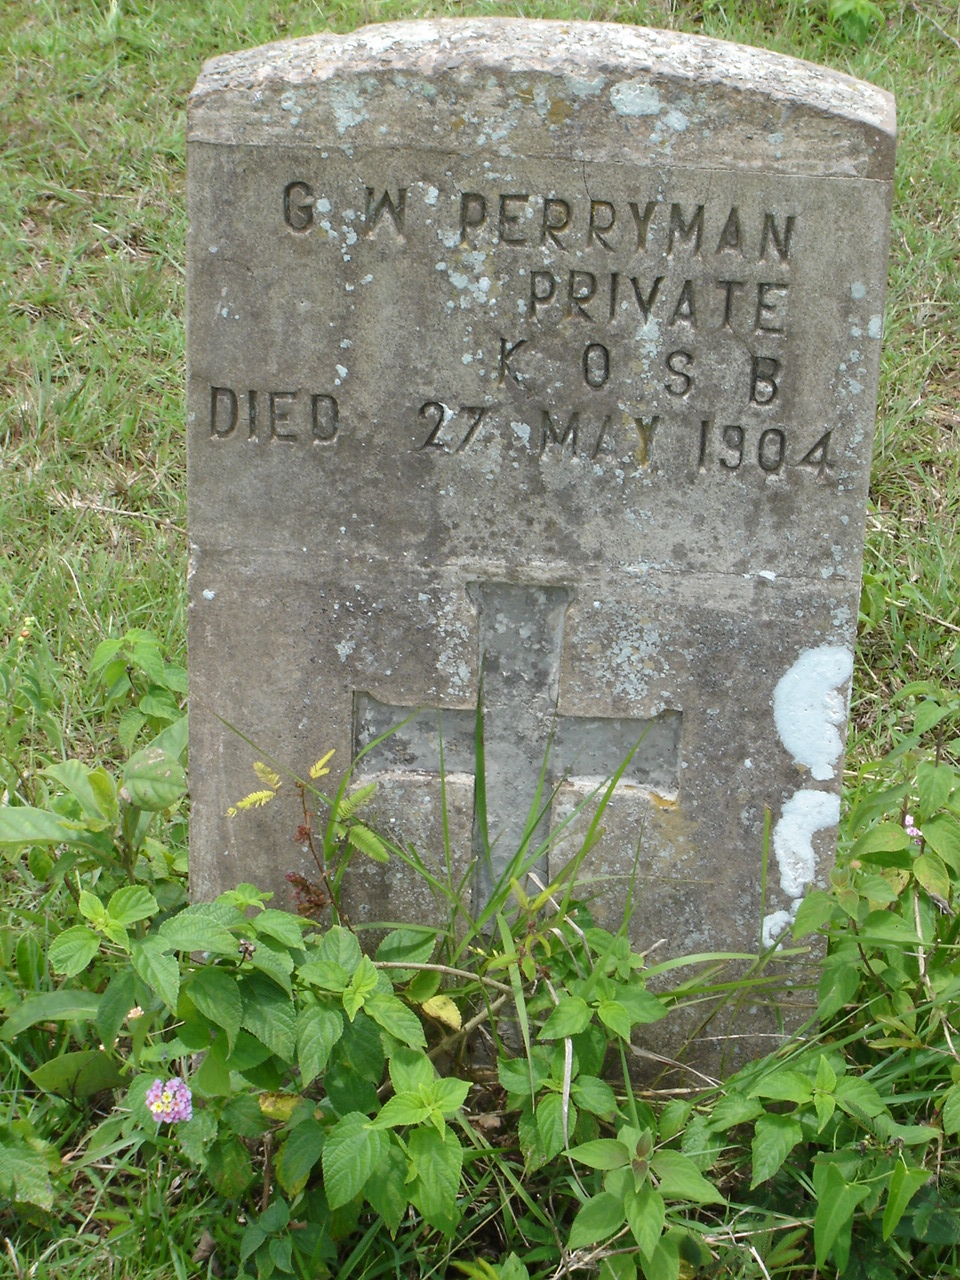 G W PERRYMAN
PRIVATE
K O S B
DIED 27 MAY 1904